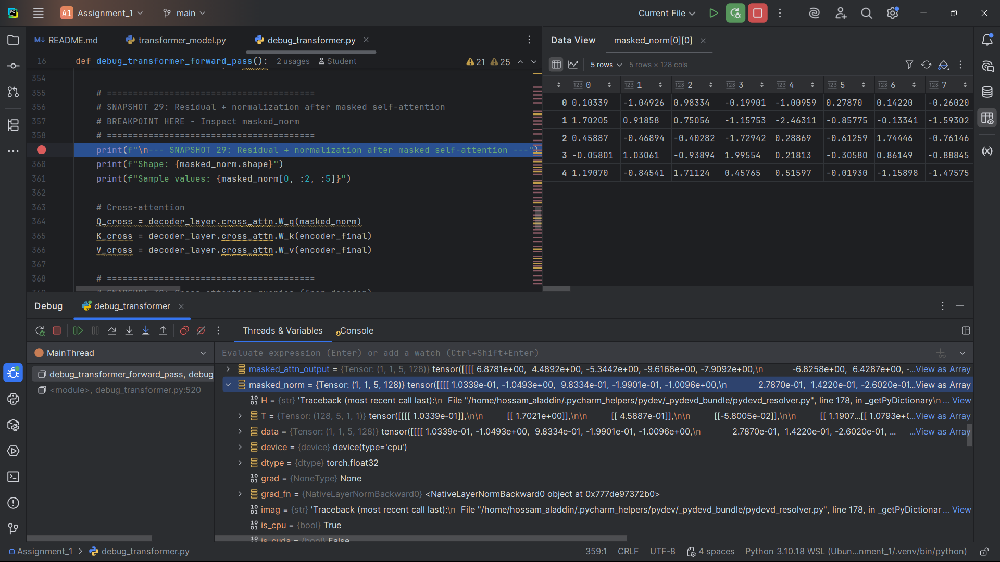 PC
A1 Assignment_1
main
Current File
M↓ README.md
transformer_model.py
debug_transformer.py
16 def debug_transformer_forward_pass(): 2 usages Student
21 25
354
355 # ========================================
356 # SNAPSHOT 29: Residual + normalization after masked self-attention
357 # BREAKPOINT HERE - Inspect masked_norm
358 # ========================================
print(f"\n--- SNAPSHOT 29: Residual + normalization after masked self-attention ---")
360 print(f"Shape: {masked_norm.shape}")
361 print(f"Sample values: {masked_norm[0, :2, :5]}")
362
363 # Cross-attention
364 Q_cross = decoder_layer.cross_attn.W_q(masked_norm)
365 K_cross = decoder_layer.cross_attn.W_k(encoder_final)
366 V_cross = decoder_layer.cross_attn.W_v(encoder_final)
367
368 # ========================================
Data View masked_norm[0][0]
5 rows 5 rows × 128 cols
123 0 123 1 123 2 123 3 123 4 123 5 123 6 123 7
0 0.10339 -1.04926 0.98334 -0.19901 -1.00959 0.27870 0.14220 -0.26020
1 1.70205 0.91858 0.75056 -1.15753 -2.46311 -0.85775 -0.13341 -1.59302
2 0.45887 -0.46894 -0.40282 -1.72942 0.28869 -0.61259 1.74446 -0.76146
3 -0.05801 1.03061 -0.93894 1.99554 0.21813 -0.30580 0.86149 -0.88845
4 1.19070 -0.84541 1.71124 0.45765 0.51597 -0.01930 -1.15898 -1.47575
Debug debug_transformer
Threads & Variables Console
MainThread
debug_transformer_forward_pass, debug_
<module>, debug_transformer.py:520
Evaluate expression (Enter) or add a watch (Ctrl+Shift+Enter)
masked_attn_output = {Tensor: (1, 1, 5, 128)} tensor([[[[ 6.8781e+00, 4.4892e+00, -5.3442e+00, -9.6168e+00, -7.9092e+00,\n -6.8258e+00, 6.4287e+00, -...View as Array
masked_norm = {Tensor: (1, 1, 5, 128)} tensor([[[[ 1.0339e-01, -1.0493e+00, 9.8334e-01, -1.9901e-01, -1.0096e+00,\n 2.7870e-01, 1.4220e-01, -2.6020e-01...View as Array
H = {str} 'Traceback (most recent call last):\n File "/home/hossam_aladdin/.pycharm_helpers/pydev/_pydevd_bundle/pydevd_resolver.py", line 178, in _getPyDictionary\n ... View
T = {Tensor: (128, 5, 1, 1)} tensor([[[[ 1.0339e-01]],\n\n [[ 1.7021e+00]],\n\n [[ 4.5887e-01]],\n\n [[-5.8005e-02]],\n\n [[ 1.1907...[[ 1.0793e+0...View as Array
data = {Tensor: (1, 1, 5, 128)} tensor([[[[ 1.0339e-01, -1.0493e+00, 9.8334e-01, -1.9901e-01, -1.0096e+00,\n 2.7870e-01, 1.4220e-01, -2.6020e-01, ... ...View as Array
device = {device} device(type='cpu')
dtype = {dtype} torch.float32
grad = {NoneType} None
grad_fn = {NativeLayerNormBackward0} <NativeLayerNormBackward0 object at 0x777de97372b0>
imag = {str} 'Traceback (most recent call last):\n File "/home/hossam_aladdin/.pycharm_helpers/pydev/_pydevd_bundle/pydevd_resolver.py", line 178, in _getPyDictionar... View
is_cpu = {bool} True
is_cuda = {bool} False
Assignment_1 > debug_transformer.py
359:1 CRLF UTF-8 4 spaces Python 3.10.18 WSL (Ubun...nment_1/.venv/bin/python)